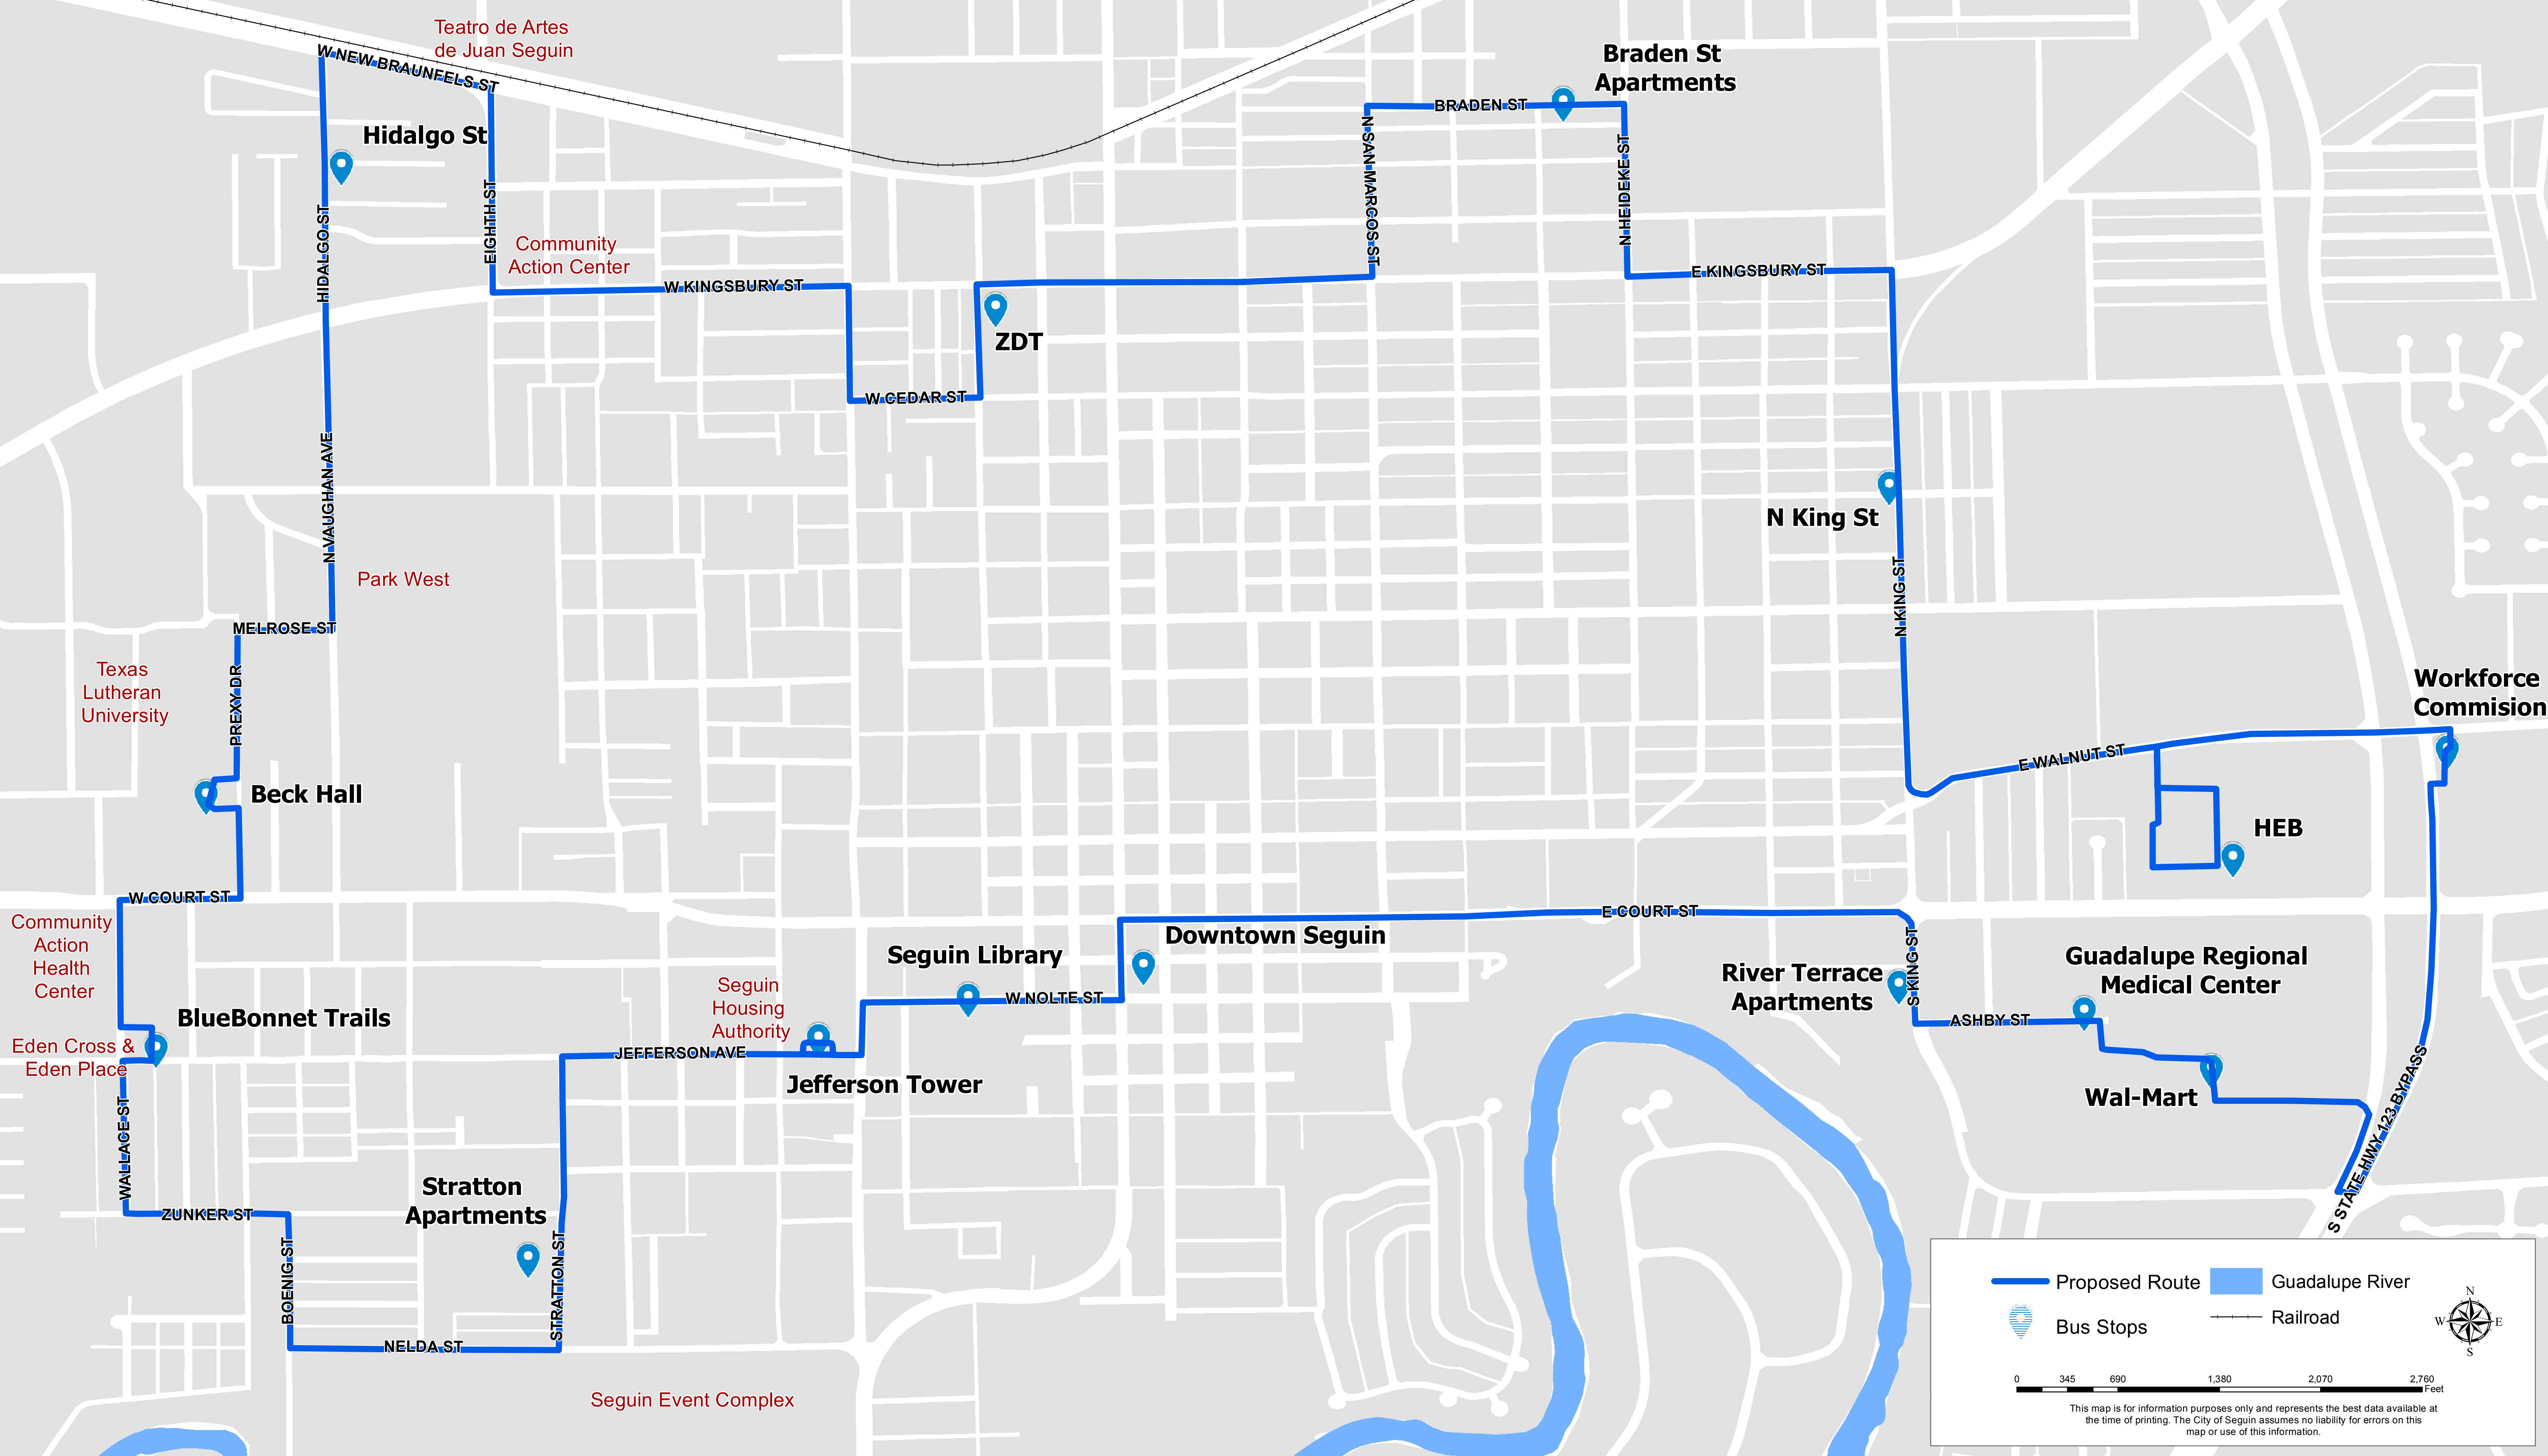 Teatro de Artes
de Juan Seguin
W NEW BRAUNFELS ST
Braden St
Apartments
BRADEN ST
Hidalgo St
N SAN MARCOS ST
N HEIDEKE ST
EIGHTH ST
HIDALGO ST
Community
Action Center
W KINGSBURY ST
E KINGSBURY ST
ZDT
W CEDAR ST
N VAUGHAN AVE
N King St
N KING ST
Park West
MELROSE ST
Texas
Lutheran
University
PREXY DR
Workforce
Commision
E WALNUT ST
Beck Hall
HEB
W COURT ST
E COURT ST
Community
Action
Health
Center
Downtown Seguin
Seguin Library
S KING ST
Guadalupe Regional
Medical Center
River Terrace
Apartments
Seguin
Housing
Authority
W NOLTE ST
BlueBonnet Trails
ASHBY ST
Eden Cross &
Eden Place
JEFFERSON AVE
Jefferson Tower
Wal-Mart
WALLACE ST
S STATE HWY 123 BYPASS
Stratton
Apartments
ZUNKER ST
BOENIG ST
STRATTON ST
NELDA ST
Seguin Event Complex
Proposed Route
Guadalupe River
Bus Stops
Railroad
N
W E
S
0 345 690 1,380 2,070 2,760
Feet
This map is for information purposes only and represents the best data available at
the time of printing. The City of Seguin assumes no liability for errors on this
map or use of this information.